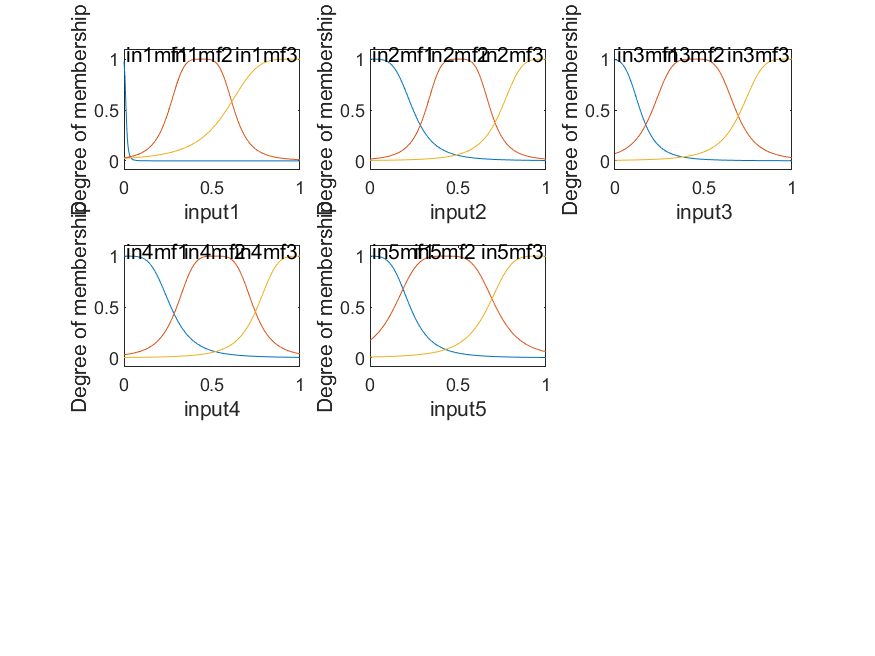 Degree of membership
1
0.5
0
in1mf1
in1mf2
in1mf3
0
0.5
1
input1
Degree of membership
1
0.5
0
in2mf1
in2mf2
in2mf3
0
0.5
1
input2
Degree of membership
1
0.5
0
in3mf1
in3mf2
in3mf3
0
0.5
1
input3
Degree of membership
1
0.5
0
in4mf1
in4mf2
in4mf3
0
0.5
1
input4
Degree of membership
1
0.5
0
in5mf1
in5mf2
in5mf3
0
0.5
1
input5